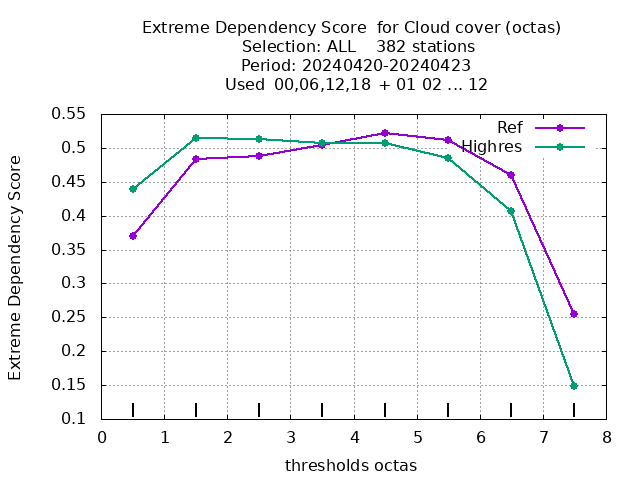 Extreme Dependency Score  for Cloud cover (octas)
Selection: ALL    382 stations
Period: 20240420-20240423
Used  00,06,12,18 + 01 02 ... 12
Extreme Dependency Score
0.55
0.5
0.45
0.4
0.35
0.3
0.25
0.2
0.15
0.1
Ref
Highres
0 1 2 3 4 5 6 7 8
thresholds octas